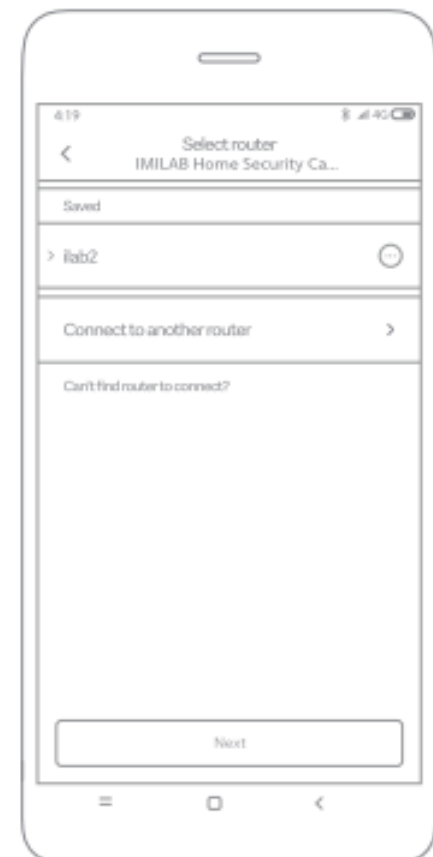 4:19 4G
Select router
IMILAB Home Security Ca...
Saved
ilab2
Connect to another router
Can't find router to connect?
Next